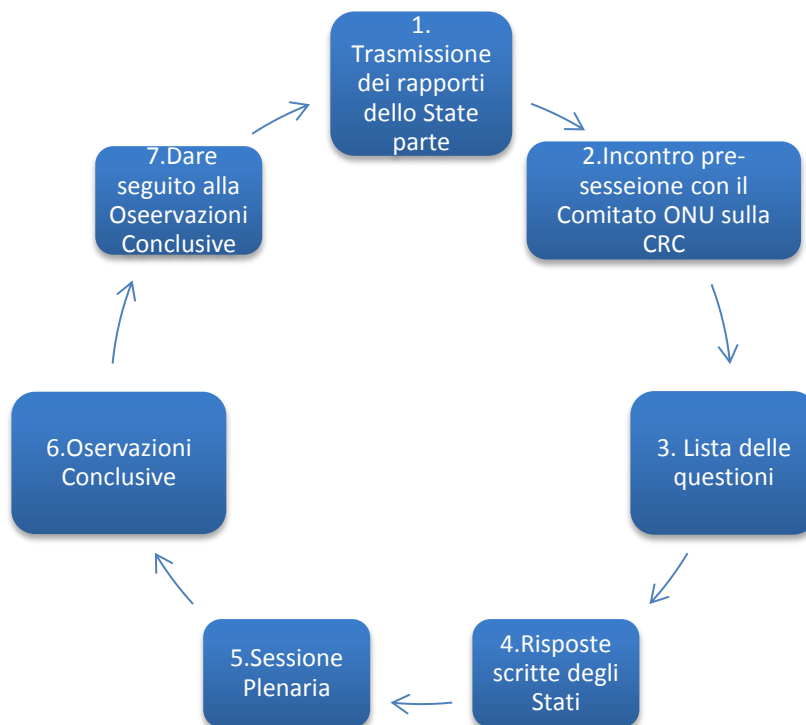 1.
Trasmissione
dei rapporti
dello State
parte
2.Incontro pre-
sesseione con il
Comitato ONU sulla
CRC
3. Lista delle
questioni
4.Risposte
scritte degli
Stati
5.Sessione
Plenaria
6.Oservazioni
Conclusive
7.Dare
seguito alla
Oseervazioni
Conclusive